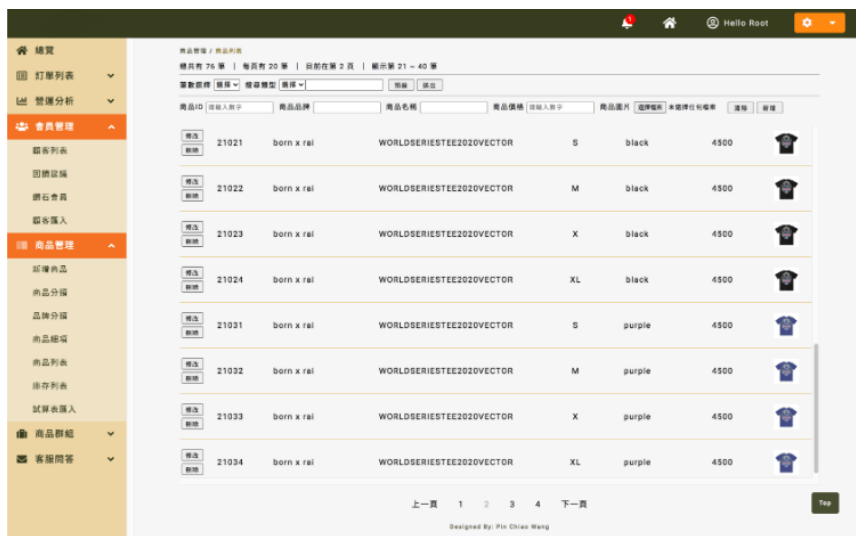 1
Hello Root
總覽
訂單列表
營運分析
會員管理
顧客列表
回饋建議
鑽石會員
顧客匯入
商品管理
新增商品
商品分類
品牌分類
商品細項
商品列表
庫存列表
試算表匯入
商品群組
客服問答
商品管理 / 商品列表
總共有 76 筆 | 每頁有 20 筆 | 目前在第 2 頁 | 顯示第 21 ~ 40 筆
筆數選擇 選擇 搜尋類型 選擇 預設 送出
商品ID 請輸入數字 商品品牌 商品名稱 商品價格 請輸入數字 商品圖片 選擇檔案 未選擇任何檔案 清除 新增
修改
刪除
21021 born x rai WORLDSERIESTEE2020VECTOR S black 4500
修改
刪除
21022 born x rai WORLDSERIESTEE2020VECTOR M black 4500
修改
刪除
21023 born x rai WORLDSERIESTEE2020VECTOR X black 4500
修改
刪除
21024 born x rai WORLDSERIESTEE2020VECTOR XL black 4500
修改
刪除
21031 born x rai WORLDSERIESTEE2020VECTOR S purple 4500
修改
刪除
21032 born x rai WORLDSERIESTEE2020VECTOR M purple 4500
修改
刪除
21033 born x rai WORLDSERIESTEE2020VECTOR X purple 4500
修改
刪除
21034 born x rai WORLDSERIESTEE2020VECTOR XL purple 4500
上一頁 1 2 3 4 下一頁
Top
Designed By: Pin Chiao Wang